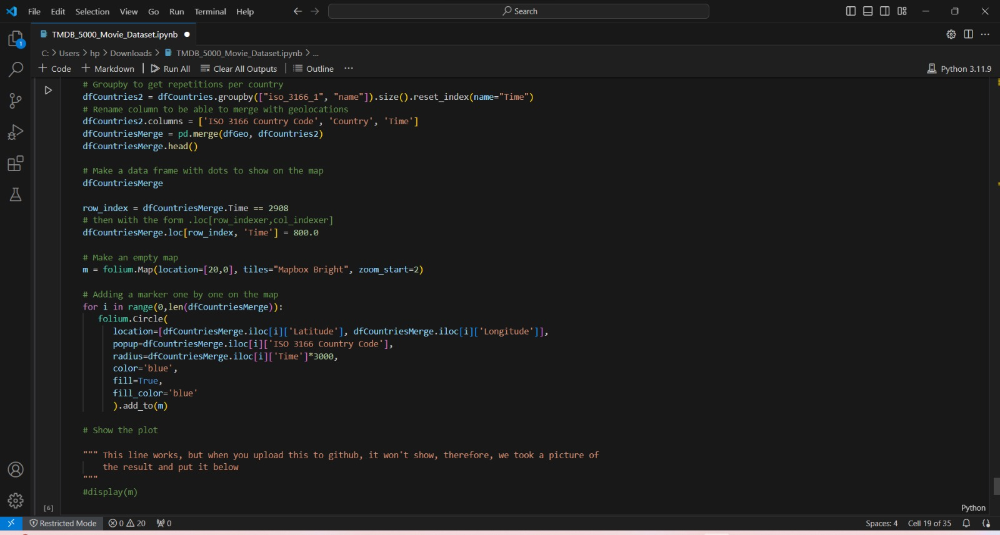 File Edit Selection View Go Run Terminal Help Search
TMDB_5000_Movie_Dataset.ipynb
1
C: > Users > hp > Downloads > TMDB_5000_Movie_Dataset.ipynb > ...
+ Code + Markdown | Run All Clear All Outputs | Outline ... Python 3.11.9
# Groupby to get repetitions per country
dfCountries2 = dfCountries.groupby(["iso_3166_1", "name"]).size().reset_index(name="Time")
# Rename column to be able to merge with geolocations
dfCountries2.columns = ['ISO 3166 Country Code', 'Country', 'Time']
dfCountriesMerge = pd.merge(dfGeo, dfCountries2)
dfCountriesMerge.head()
# Make a data frame with dots to show on the map
dfCountriesMerge
row_index = dfCountriesMerge.Time == 2908
# then with the form .loc[row_indexer,col_indexer]
dfCountriesMerge.loc[row_index, 'Time'] = 800.0
# Make an empty map
m = folium.Map(location=[20,0], tiles="Mapbox Bright", zoom_start=2)
# Adding a marker one by one on the map
for i in range(0,len(dfCountriesMerge)):
folium.Circle(
location=[dfCountriesMerge.iloc[i]['Latitude'], dfCountriesMerge.iloc[i]['Longitude']],
popup=dfCountriesMerge.iloc[i]['ISO 3166 Country Code'],
radius=dfCountriesMerge.iloc[i]['Time']*3000,
color='blue',
fill=True,
fill_color='blue'
).add_to(m)
# Show the plot
""" This line works, but when you upload this to github, it won't show, therefore, we took a picture of
the result and put it below
"""
#display(m)
[6] Python
Restricted Mode 0 20 0 Spaces: 4 Cell 19 of 35